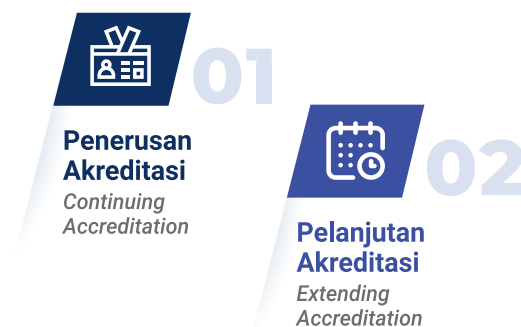 01
Penerusan
Akreditasi
Continuing
Accreditation
02
Pelanjutan
Akreditasi
Extending
Accreditation